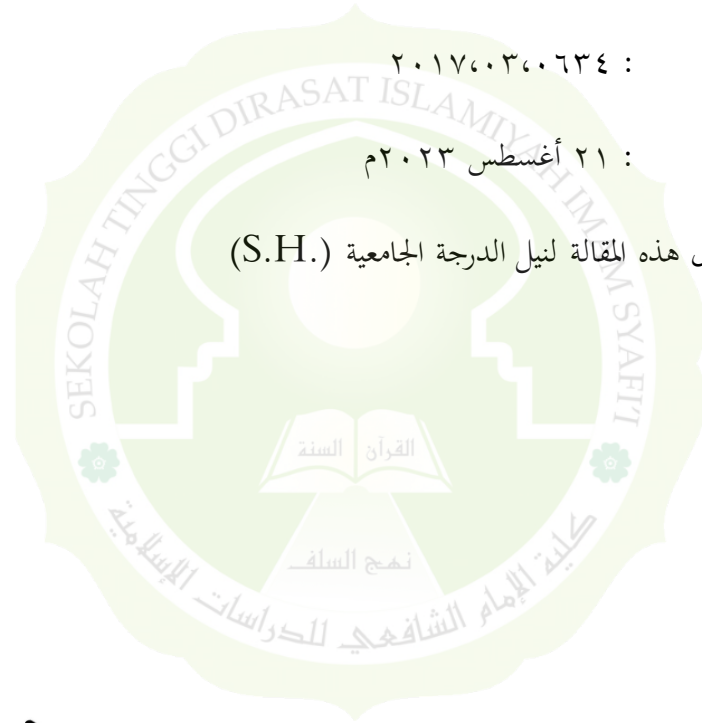 : ٢٠١٧،٠٣،٠٦٣٤
: ٢١ أغسطس ٢٠٢٣م
هذه المقالة لنيل الدرجة الجامعية (S.H.)
SEKOLAH TINGGI DIRASAT ISLAMIYAH IMAM SYAFI'I
القرآن السنة
نهج السلف
كلية الإمام الشافعي للدراسات الإسلامية